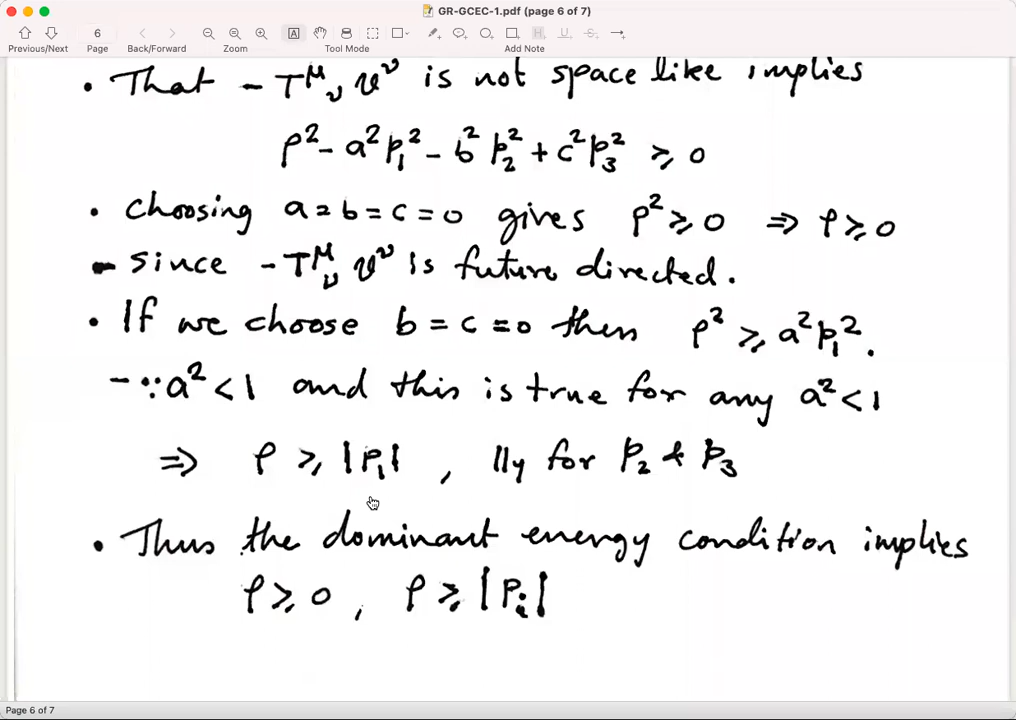 GR-GCEC-1.pdf (page 6 of 7)
6
Previous/Next Page Back/Forward Zoom Tool Mode Add Note
• That - T^μ_ν v^ν is not space like implies
ρ² - a²p₁² - b²p₂² + c²p₃² ⩾ 0
• choosing a = b = c = 0 gives ρ² ⩾ 0 ⇒ ρ ⩾ 0
- since - T^μ_ν v^ν is future directed.
• If we choose b = c = 0 then ρ² ⩾ a²p₁².
- ∵ a² < 1 and this is true for any a² < 1
⇒ ρ ⩾ |p₁| , lly for p₂ & p₃
• Thus the dominant energy condition implies
ρ ⩾ 0 , ρ ⩾ |pᵢ|
Page 6 of 7